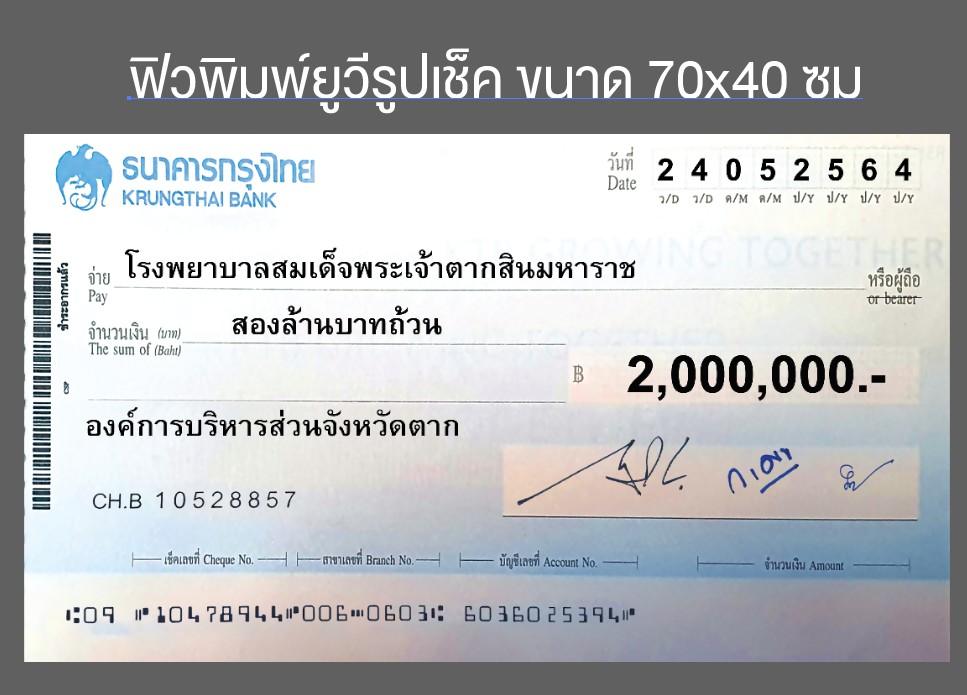 ฟิวพิมพ์ยูวีรูปเช็ค ขนาด 70x40 ซม
ธนาคารกรุงไทย
KRUNGTHAI BANK
วันที่
Date
2 4 0 5 2 5 6 4
ว/D ว/D ด/M ด/M ป/Y ป/Y ป/Y ป/Y
GROWING TOGETHER
ชำระอากรแล้ว
จ่าย โรงพยาบาลสมเด็จพระเจ้าตากสินมหาราช หรือผู้ถือ
Pay or bearer
จำนวนเงิน (บาท) สองล้านบาทถ้วน
The sum of (Baht)
฿ 2,000,000.-
องค์การบริหารส่วนจังหวัดตาก
CH.B 10528857
เช็คเลขที่ Cheque No. สาขาเลขที่ Branch No. บัญชีเลขที่ Account No. จำนวนเงิน Amount
⑆09 ⑈10478944⑈006⑉0603⑆ 6036025394⑈